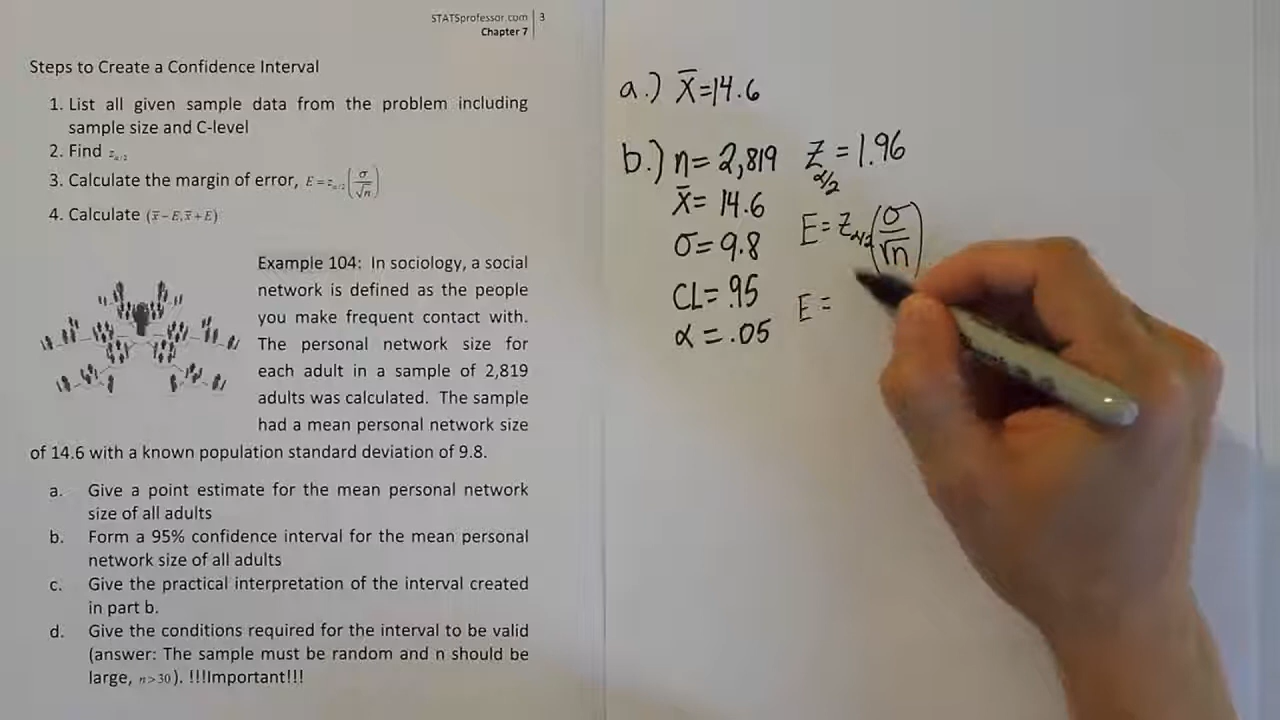 STATSprofessor.com 3
Chapter 7
Steps to Create a Confidence Interval
1. List all given sample data from the problem including
sample size and C-level
2. Find z_{α/2}
3. Calculate the margin of error, E = z_{α/2}(σ/√n)
4. Calculate (x̄ − E, x̄ + E)
Example 104: In sociology, a social
network is defined as the people
you make frequent contact with.
The personal network size for
each adult in a sample of 2,819
adults was calculated. The sample
had a mean personal network size
of 14.6 with a known population standard deviation of 9.8.
a. Give a point estimate for the mean personal network
size of all adults
b. Form a 95% confidence interval for the mean personal
network size of all adults
c. Give the practical interpretation of the interval created
in part b.
d. Give the conditions required for the interval to be valid
(answer: The sample must be random and n should be
large, n > 30). !!!Important!!!
a.) x̄ = 14.6
b.) n = 2,819
x̄ = 14.6
σ = 9.8
CL = .95
α = .05
z_{α/2} = 1.96
E = z_{α/2}(σ/√n)
E =